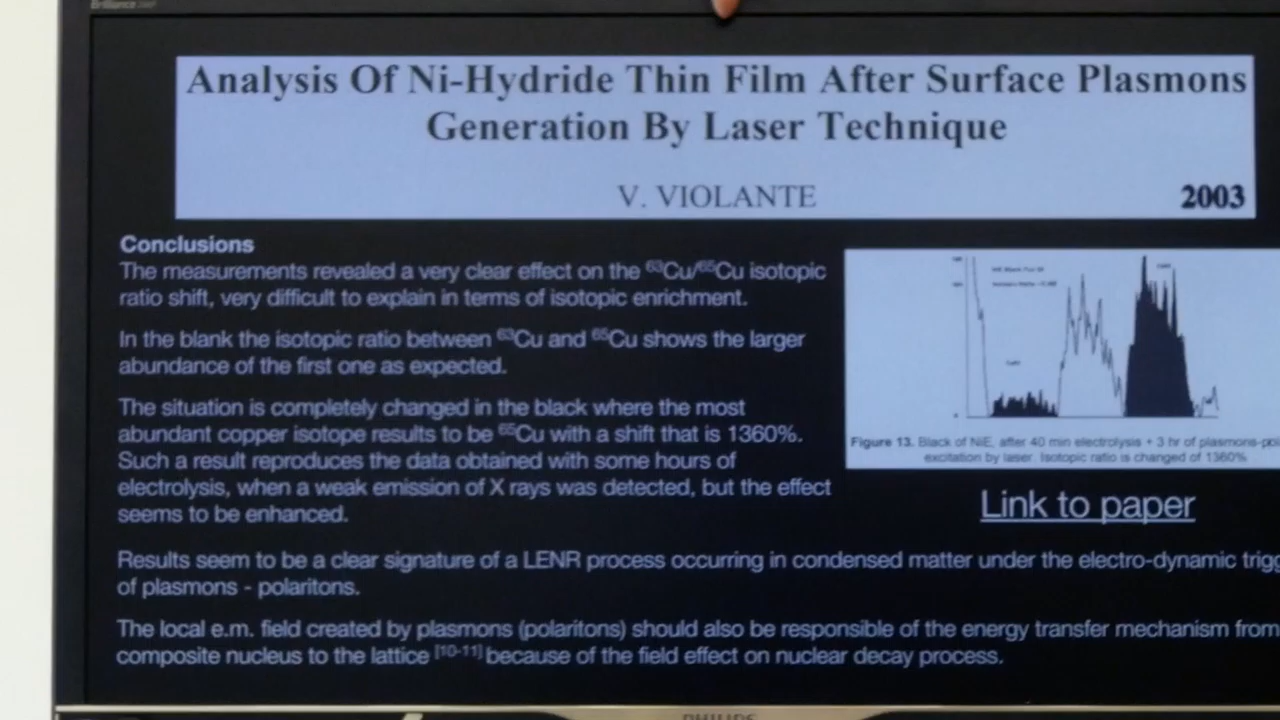 Brilliance
Analysis Of Ni-Hydride Thin Film After Surface Plasmons
Generation By Laser Technique
V. VIOLANTE 2003
Conclusions
The measurements revealed a very clear effect on the ⁶³Cu/⁶⁵Cu isotopic
ratio shift, very difficult to explain in terms of isotopic enrichment.
In the blank the isotopic ratio between ⁶³Cu and ⁶⁵Cu shows the larger
abundance of the first one as expected.
The situation is completely changed in the black where the most
abundant copper isotope results to be ⁶⁵Cu with a shift that is 1360%.
Such a result reproduces the data obtained with some hours of
electrolysis, when a weak emission of X rays was detected, but the effect
seems to be enhanced.
Figure 13. Black of NiE, after 40 min electrolysis + 3 hr of plasmons-po
excitation by laser. Isotopic ratio is changed of 1360%
Link to paper
Results seem to be a clear signature of a LENR process occurring in condensed matter under the electro-dynamic trigg
of plasmons - polaritons.
The local e.m. field created by plasmons (polaritons) should also be responsible of the energy transfer mechanism from
composite nucleus to the lattice [10-11] because of the field effect on nuclear decay process.
PHILIPS